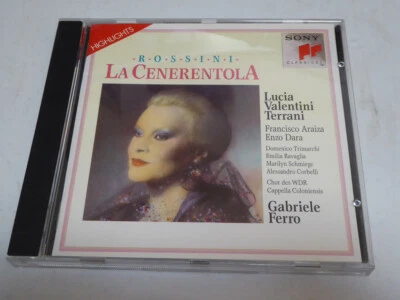 HIGHLIGHTS
·R·O·S·S·I·N·I·
LA CENERENTOLA
SONY
CLASSICAL
Lucia
Valentini
Terrani
Francisco Araiza
Enzo Dara
Domenico Trimarchi
Emilia Ravaglia
Marilyn Schmiege
Alessandro Corbelli
Chor des WDR
Cappella Coloniensis
Gabriele
Ferro